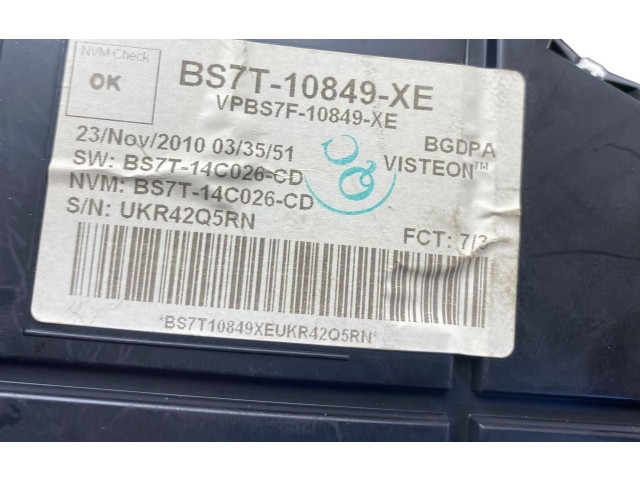 NVM-Check
OK
BS7T-10849-XE
VPBS7F-10849-XE
23/Nov/2010 03/35/51
BGDPA
SW: BS7T-14C026-CD
VISTEON™
NVM: BS7T-14C026-CD
S/N: UKR42Q5RN
FCT: 7/3
*BS7T10849XEUKR42Q5RN*